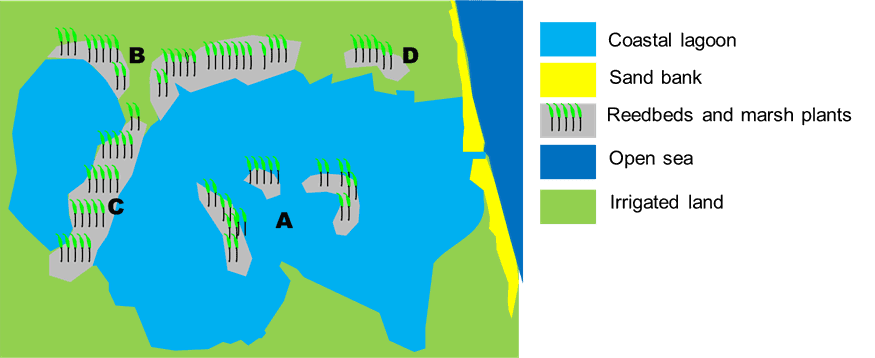 B
D
C
A
Coastal lagoon
Sand bank
Reedbeds and marsh plants
Open sea
Irrigated land